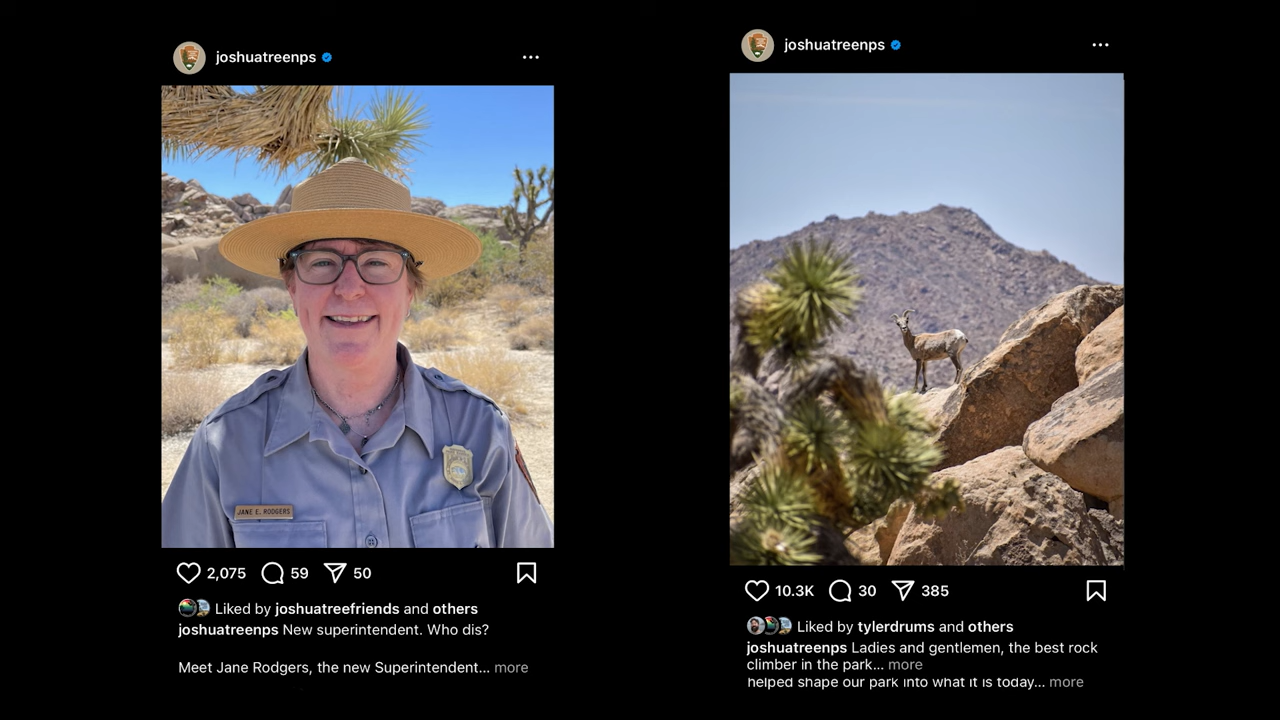 joshuatreenps
JANE E. RODGERS
2,075 59 50
Liked by joshuatreefriends and others
joshuatreenps New superintendent. Who dis?
Meet Jane Rodgers, the new Superintendent... more
joshuatreenps
10.3K 30 385
Liked by tylerdrums and others
joshuatreenps Ladies and gentlemen, the best rock
climber in the park... more
helped shape our park into what it is today... more